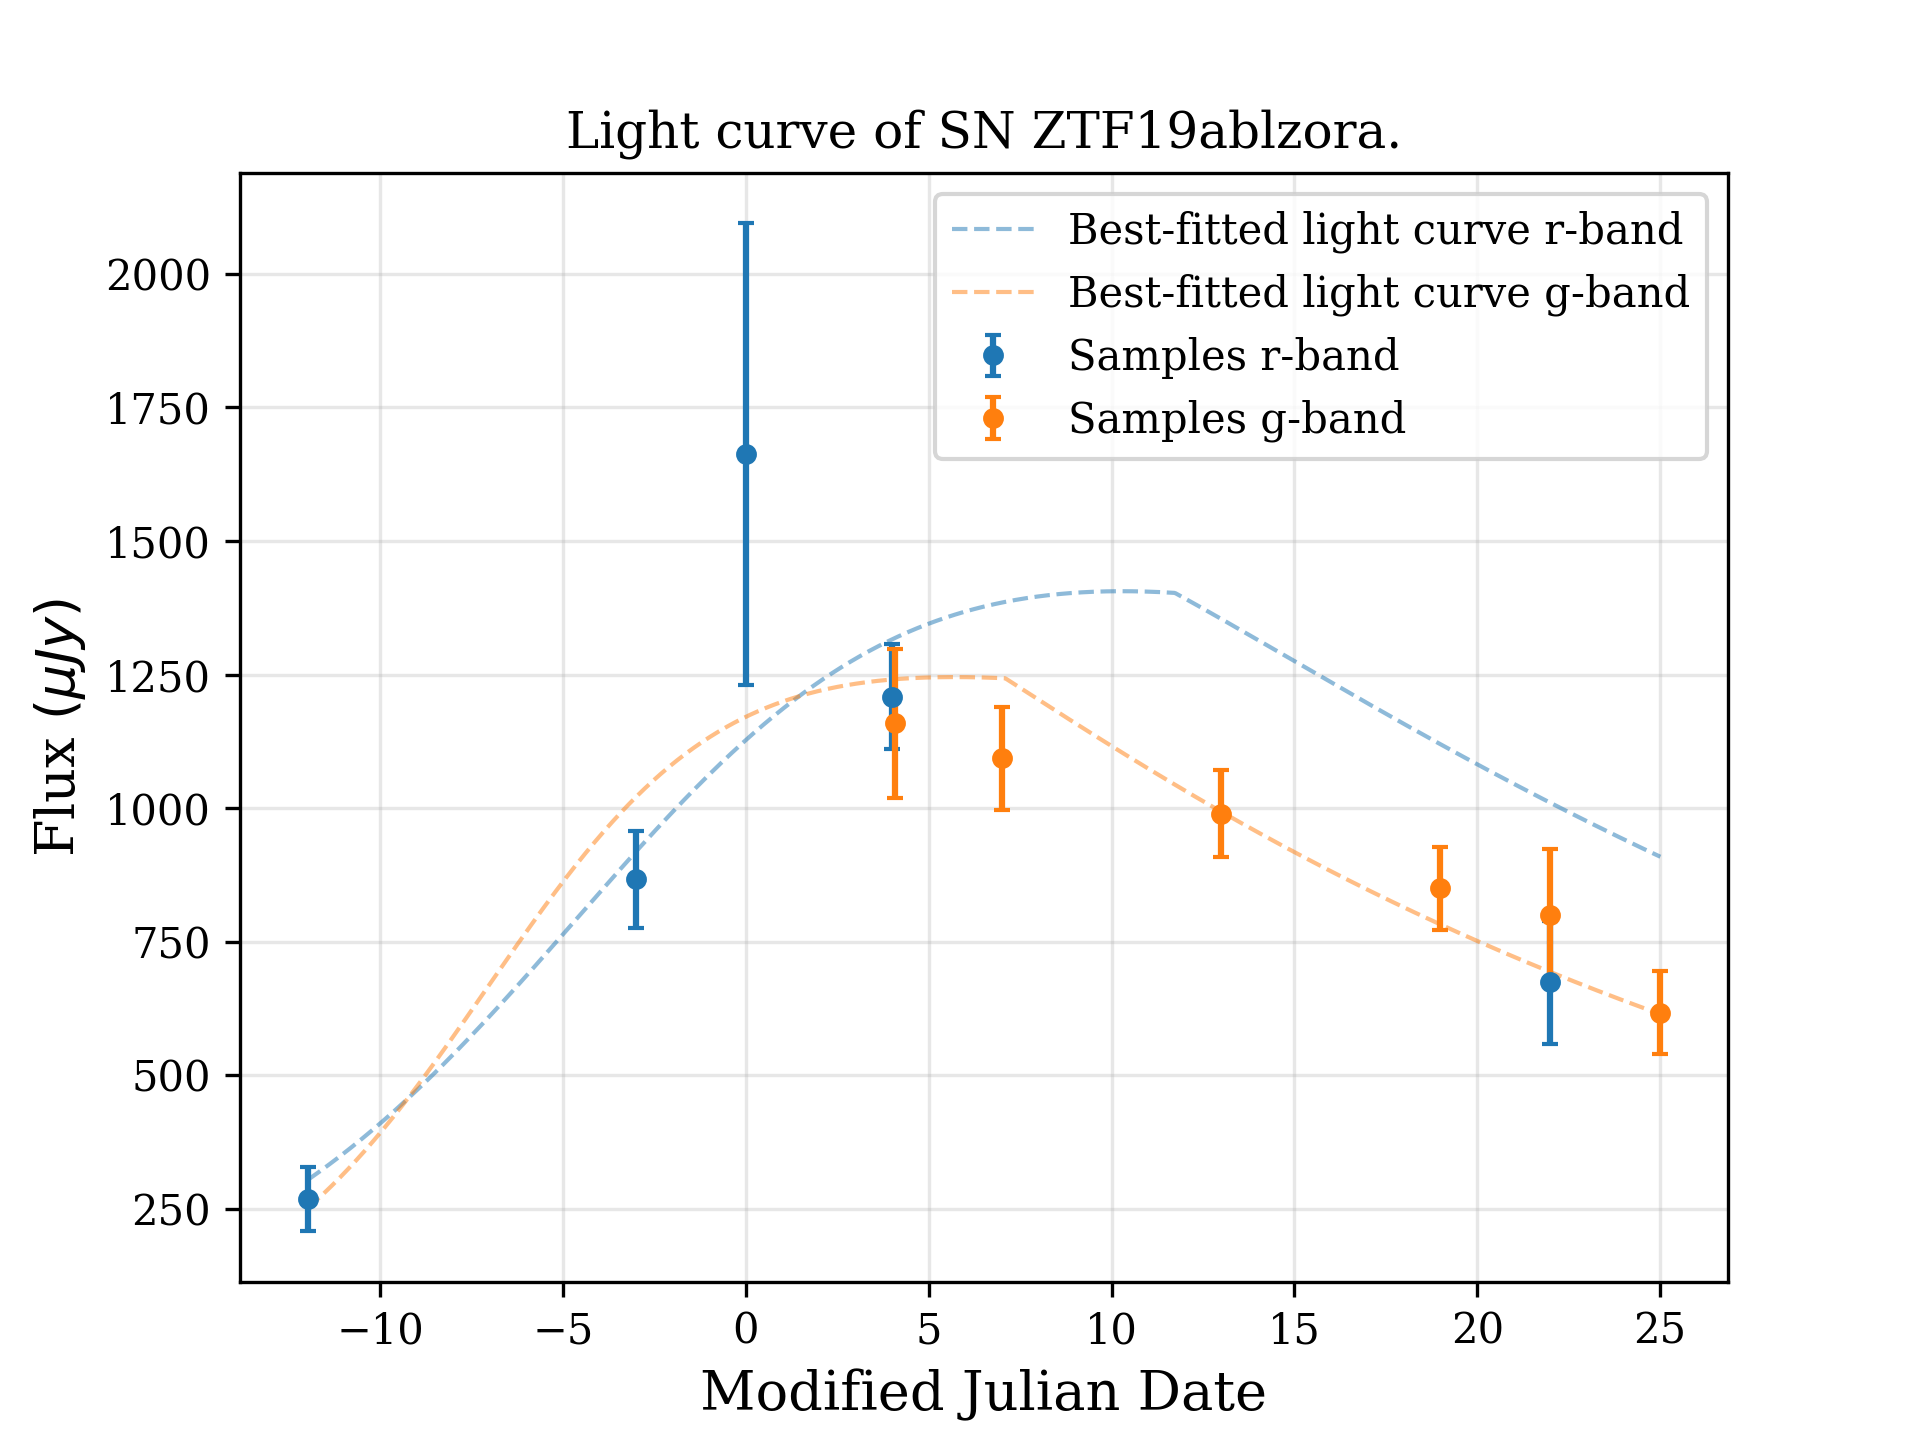 Light curve of SN ZTF19ablzora.
Best-fitted light curve r-band
Best-fitted light curve g-band
Samples r-band
Samples g-band
Flux (μJy)
2000
1750
1500
1250
1000
750
500
250
−10 −5 0 5 10 15 20 25
Modified Julian Date